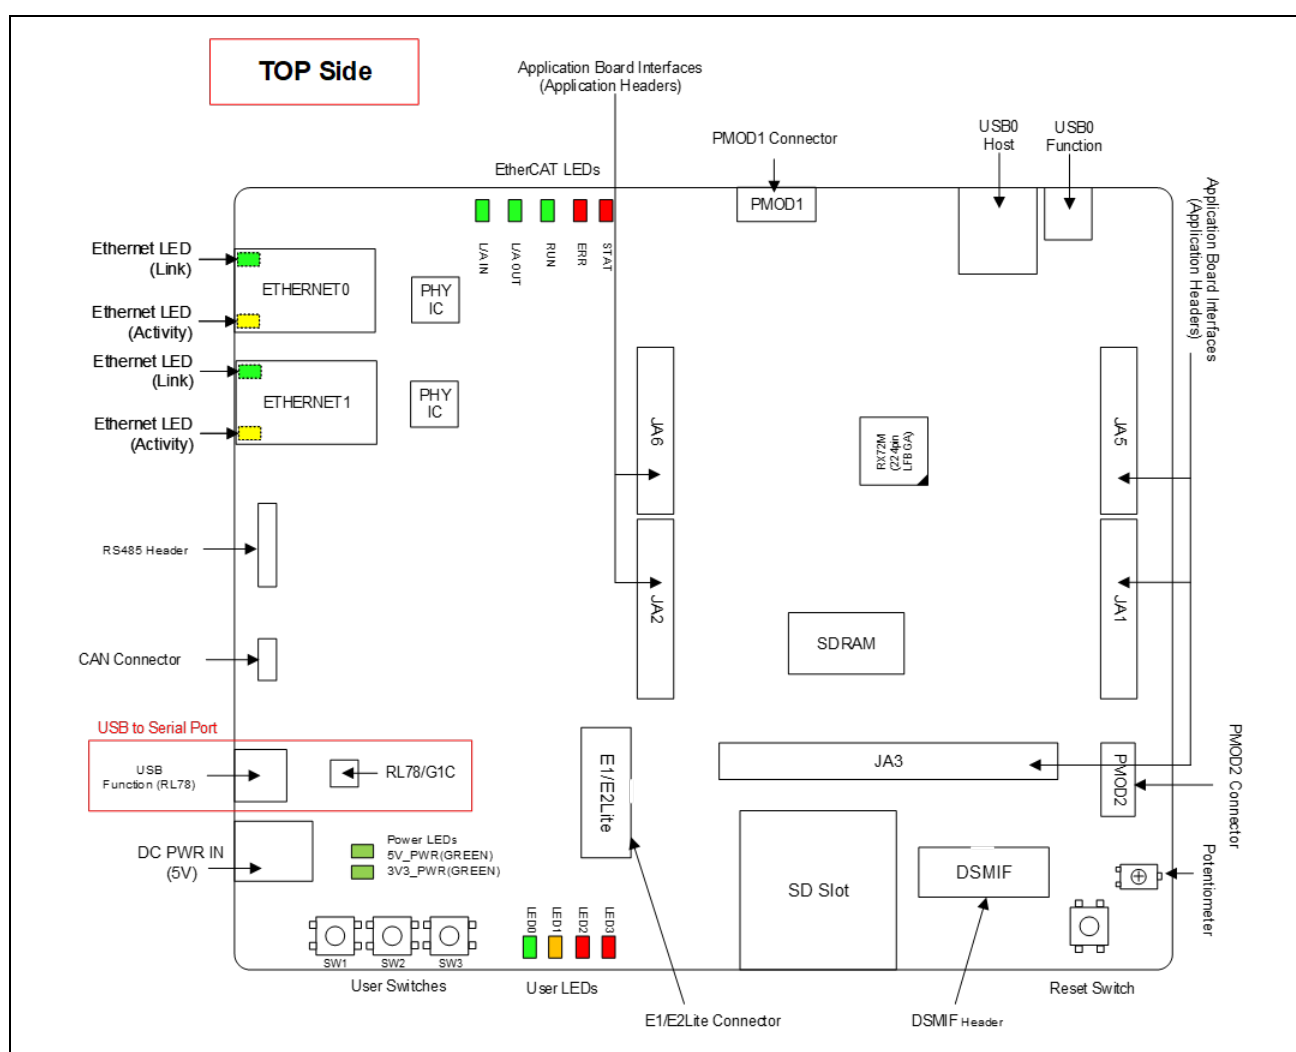 TOP Side
Application Board Interfaces
(Application Headers)
PMOD1 Connector
USB0
Host
USB0
Function
EtherCAT LEDs
PMOD1
L/A IN
L/A OUT
RUN
ERR
STAT
Application Board Interfaces
(Application Headers)
Ethernet LED
(Link)
ETHERNET0
PHY
IC
Ethernet LED
(Activity)
Ethernet LED
(Link)
ETHERNET1
PHY
IC
Ethernet LED
(Activity)
JA6
RX72M
(224pin
LFBGA)
JA5
RS485 Header
JA2
JA1
SDRAM
CAN Connector
USB to Serial Port
USB
Function (RL78)
RL78/G1C
E1/E2Lite
JA3
PMOD2
PMOD2 Connector
DC PWR IN
(5V)
Power LEDs
5V_PWR(GREEN)
3V3_PWR(GREEN)
SD Slot
DSMIF
Potentiometer
SW1
SW2
SW3
User Switches
LED0
LED1
LED2
LED3
User LEDs
Reset Switch
E1/E2Lite Connector
DSMIF Header